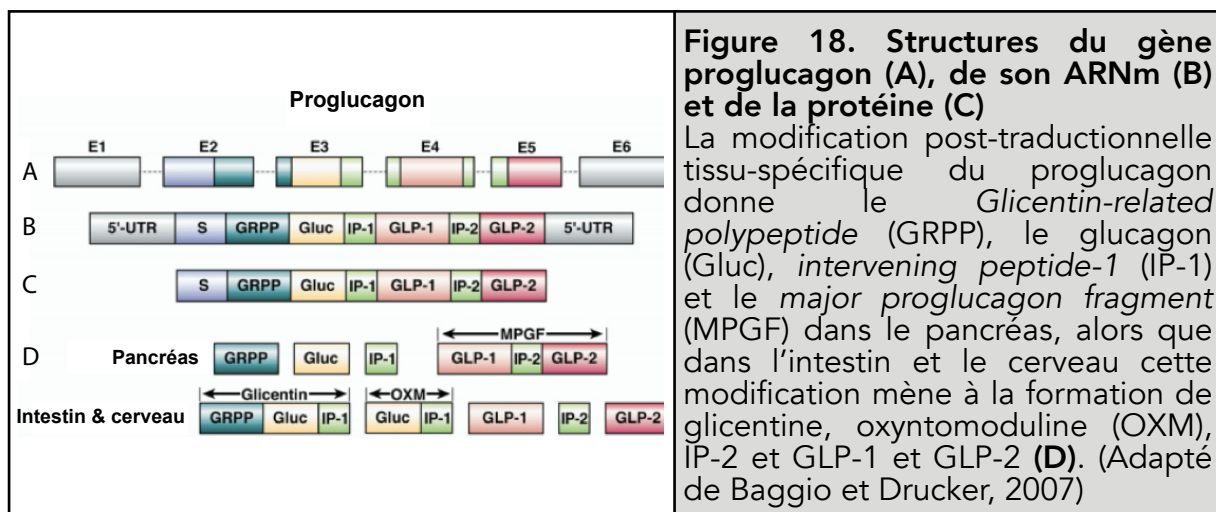 Proglucagon
E1 E2 E3 E4 E5 E6
A
B 5'-UTR S GRPP Gluc IP-1 GLP-1 IP-2 GLP-2 5'-UTR
C S GRPP Gluc IP-1 GLP-1 IP-2 GLP-2
MPGF
D Pancréas GRPP Gluc IP-1 GLP-1 IP-2 GLP-2
Glicentin OXM
Intestin & cerveau GRPP Gluc IP-1 Gluc IP-1 GLP-1 IP-2 GLP-2
Figure 18. Structures du gène
proglucagon (A), de son ARNm (B)
et de la protéine (C)
La modification post-traductionnelle
tissu-spécifique du proglucagon
donne le Glicentin-related
polypeptide (GRPP), le glucagon
(Gluc), intervening peptide-1 (IP-1)
et le major proglucagon fragment
(MPGF) dans le pancréas, alors que
dans l'intestin et le cerveau cette
modification mène à la formation de
glicentine, oxyntomoduline (OXM),
IP-2 et GLP-1 et GLP-2 (D). (Adapté
de Baggio et Drucker, 2007)